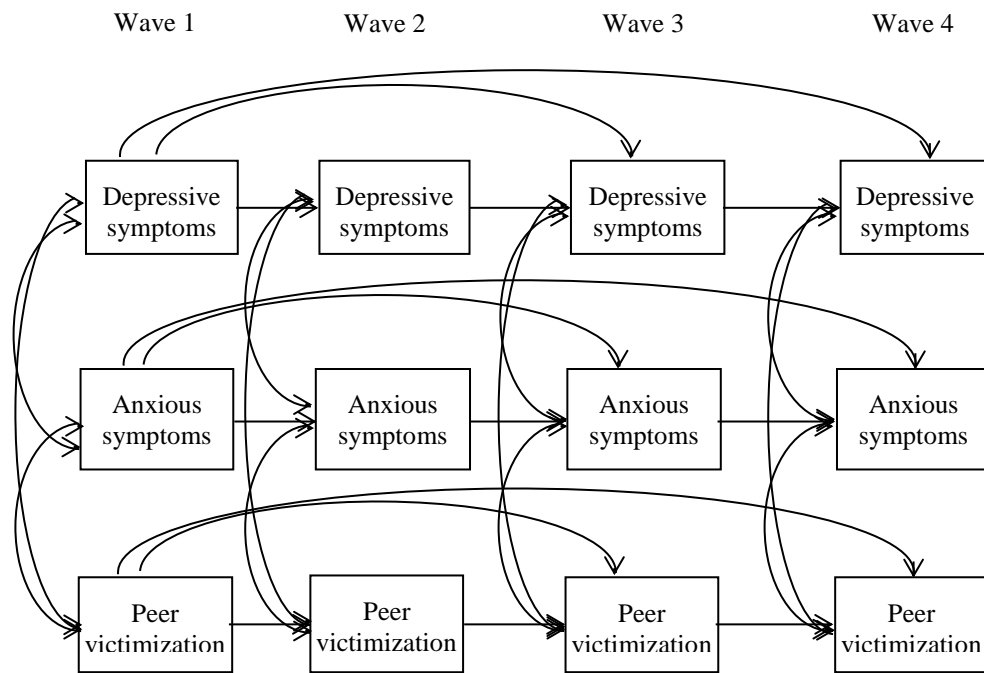 Wave 1 Wave 2 Wave 3 Wave 4
Depressive symptoms
Depressive symptoms
Depressive symptoms
Depressive symptoms
Anxious symptoms
Anxious symptoms
Anxious symptoms
Anxious symptoms
Peer victimization
Peer victimization
Peer victimization
Peer victimization